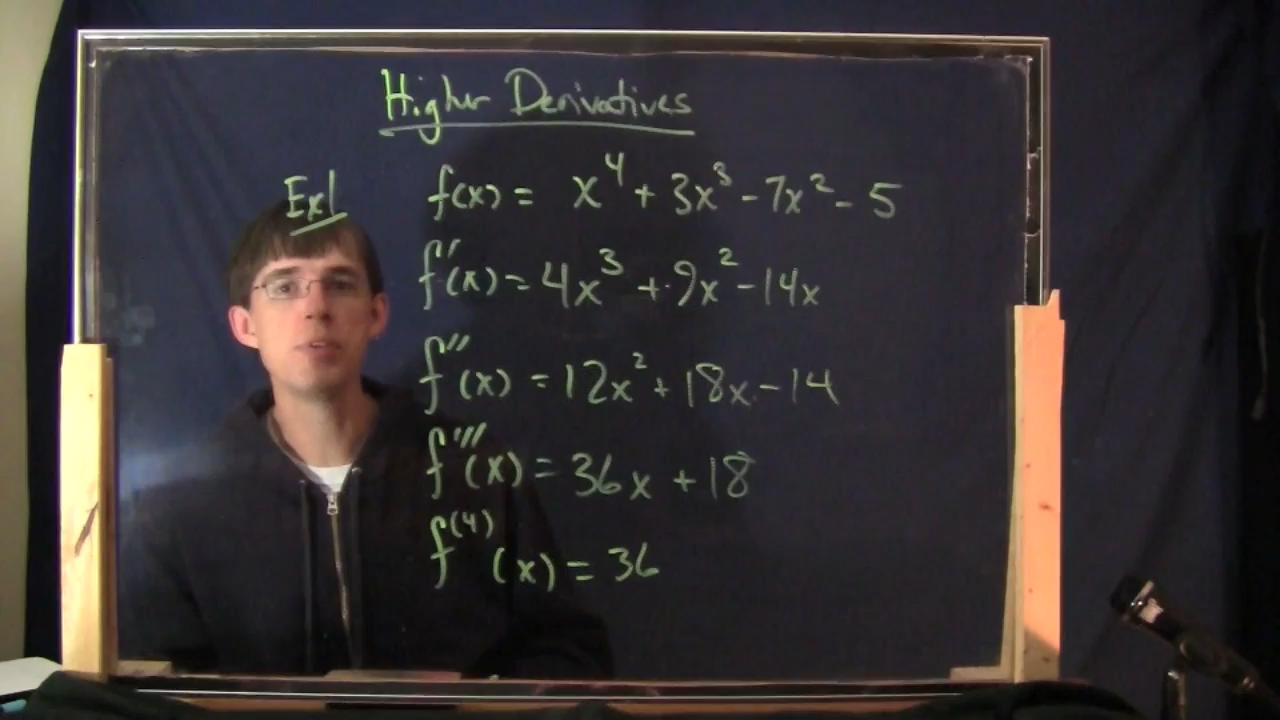 Higher Derivatives
Ex1 f(x) = x⁴ + 3x³ - 7x² - 5
f'(x) = 4x³ + 9x² - 14x
f''(x) = 12x² + 18x - 14
f'''(x) = 36x + 18
f⁽⁴⁾(x) = 36